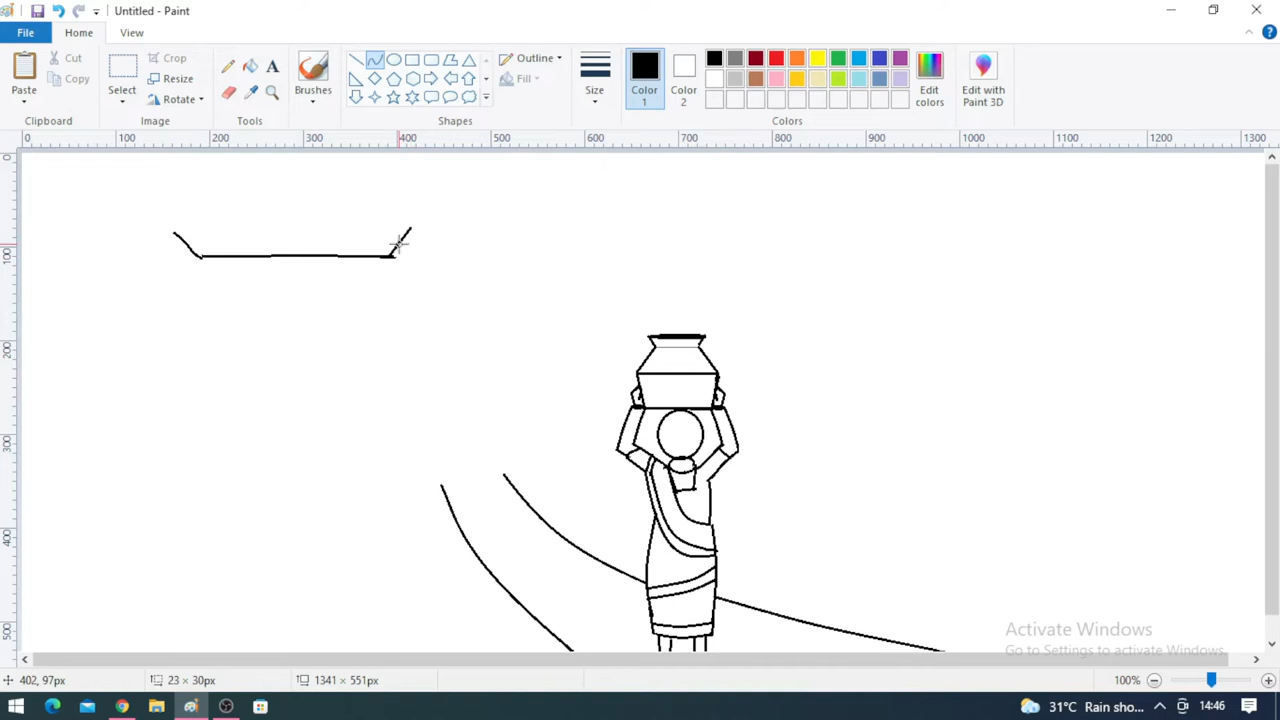 Untitled - Paint
File Home View
Paste
Cut
Copy
Clipboard
Select
Crop
Resize
Rotate
Image
A
Tools
Brushes
Shapes
Outline
Fill
Size
Color
1
Color
2
Edit
colors
Edit with
Paint 3D
Colors
0 100 200 300 400 500 600 700 800 900 1000 1100 1200 1300
0
100
200
300
400
500
Activate Windows
Go to Settings to activate Windows.
402, 97px 23 × 30px 1341 × 551px 100%
31°C Rain sho... 14:46